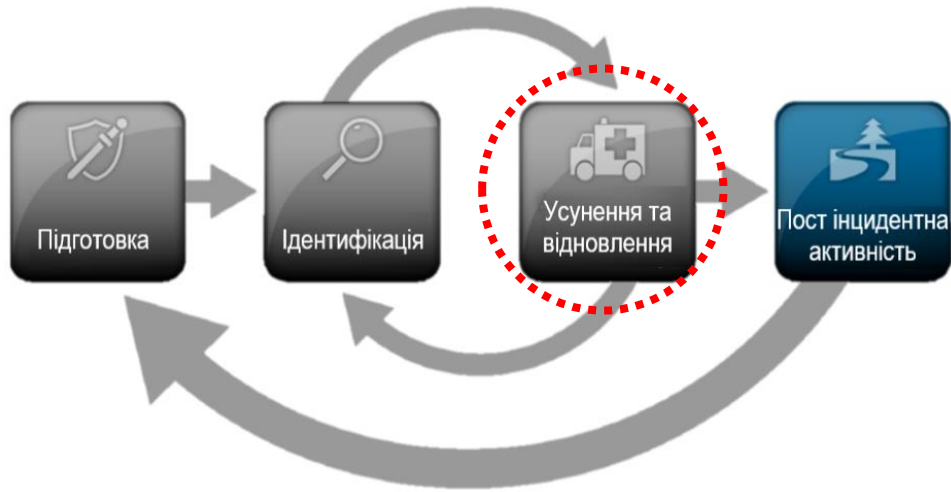 Підготовка
Ідентифікація
Усунення та
відновлення
Пост інцидентна
активність